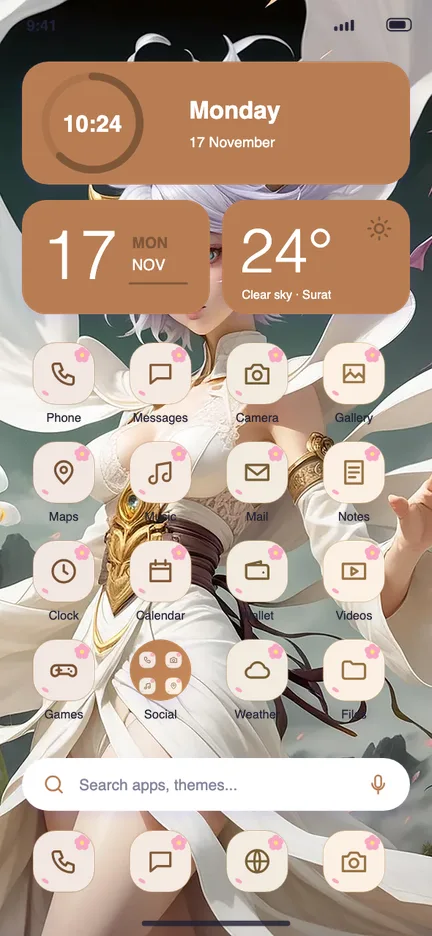 9:41
10:24
Monday
17 November
17
MON
NOV
24°
Clear sky · Surat
Phone
Messages
Camera
Gallery
Maps
Music
Mail
Notes
Clock
Calendar
Wallet
Videos
Games
Social
Weather
Files
Search apps, themes...